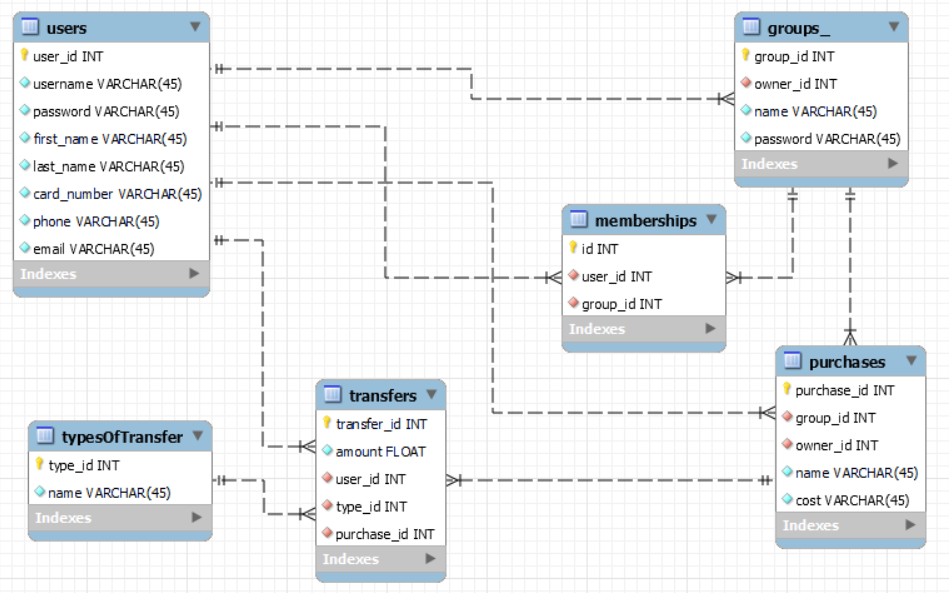 users
user_id INT
username VARCHAR(45)
password VARCHAR(45)
first_name VARCHAR(45)
last_name VARCHAR(45)
card_number VARCHAR(45)
phone VARCHAR(45)
email VARCHAR(45)
Indexes
groups_
group_id INT
owner_id INT
name VARCHAR(45)
password VARCHAR(45)
Indexes
memberships
id INT
user_id INT
group_id INT
Indexes
purchases
purchase_id INT
group_id INT
owner_id INT
name VARCHAR(45)
cost VARCHAR(45)
Indexes
transfers
transfer_id INT
amount FLOAT
user_id INT
type_id INT
purchase_id INT
Indexes
typesOfTransfer
type_id INT
name VARCHAR(45)
Indexes